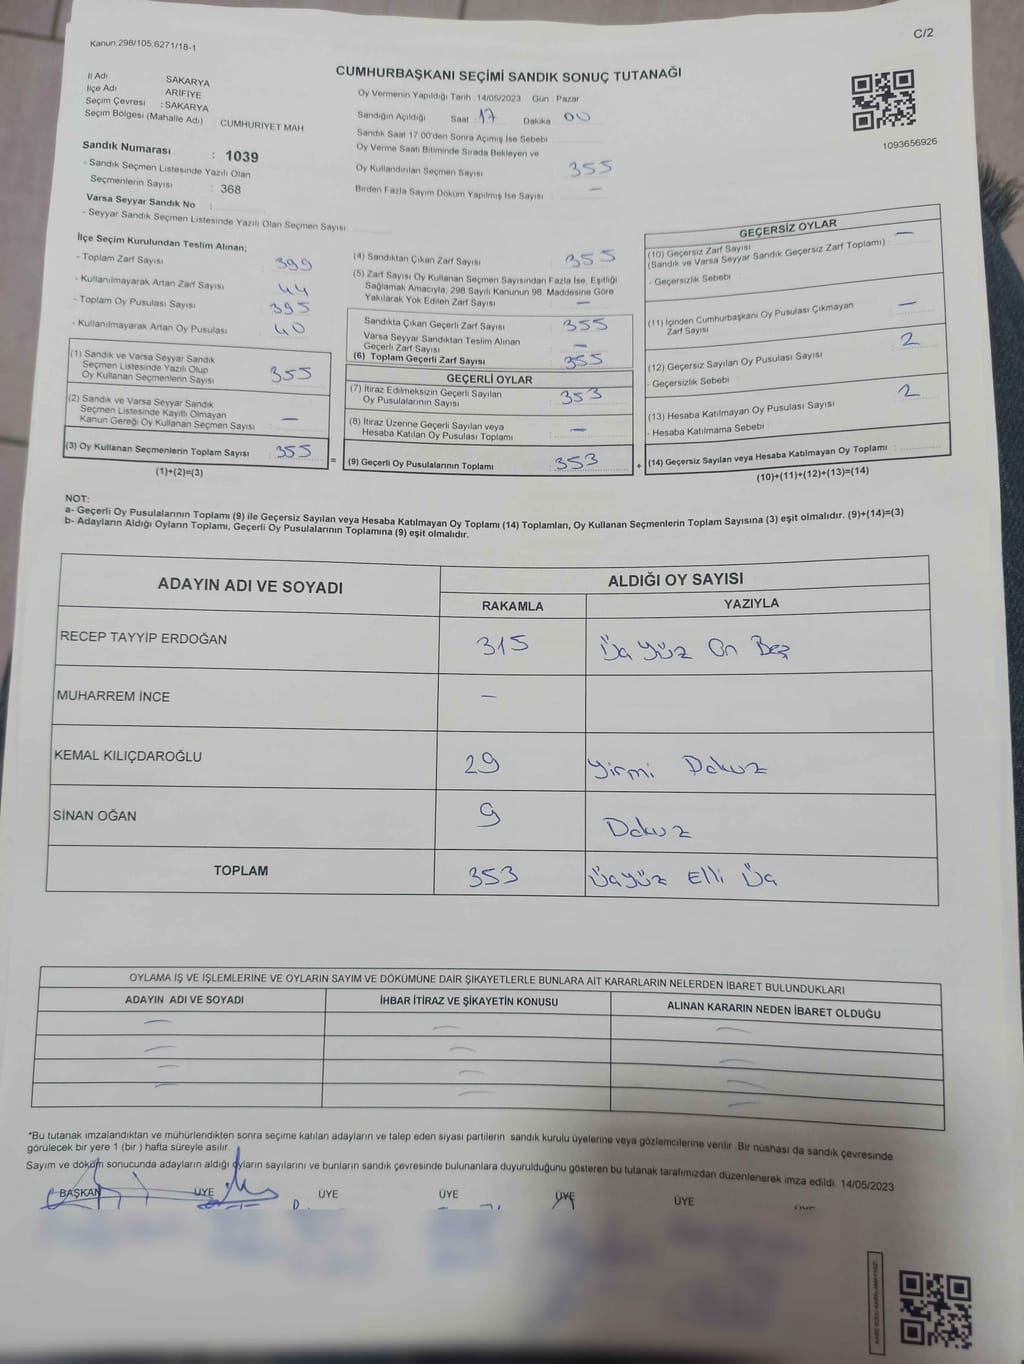 Kanun:298/105,6271/18-1
C/2
CUMHURBAŞKANI SEÇİMİ SANDIK SONUÇ TUTANAĞI
İl Adı : SAKARYA
İlçe Adı : ARİFİYE
Seçim Çevresi : SAKARYA
Seçim Bölgesi (Mahalle Adı) CUMHURİYET MAH.
Sandık Numarası : 1039
- Sandık Seçmen Listesinde Yazılı Olan
Seçmenlerin Sayısı : 368
Varsa Seyyar Sandık No :
- Seyyar Sandık Seçmen Listesinde Yazılı Olan Seçmen Sayısı
Oy Vermenin Yapıldığı Tarih :14/05/2023 Gün : Pazar
Sandığın Açıldığı Saat : 17 Dakika : 00
Sandık Saat 17.00'den Sonra Açımış İse Sebebi
Oy Verme Saati Bitiminde Sırada Bekleyen ve
Oy Kullandırılan Seçmen Sayısı 355
Birden Fazla Sayım Döküm Yapılmış İse Sayısı —
1093656926
İlçe Seçim Kurulundan Teslim Alınan;
- Toplam Zarf Sayısı 399
- Kullanılmayarak Artan Zarf Sayısı 44
- Toplam Oy Pusulası Sayısı 395
- Kullanılmayarak Artan Oy Pusulası 40
(1) Sandık ve Varsa Seyyar Sandık
Seçmen Listesinde Yazılı Olup
Oy Kullanan Seçmenlerin Sayısı 355
(2) Sandık ve Varsa Seyyar Sandık
Seçmen Listesinde Kayıtlı Olmayan
Kanun Gereği Oy Kullanan Seçmen Sayısı —
(3) Oy Kullanan Seçmenlerin Toplam Sayısı 355
(1)+(2)=(3)
(4) Sandıktan Çıkan Zarf Sayısı 355
(5) Zarf Sayısı Oy Kullanan Seçmen Sayısından Fazla İse, Eşitliği
Sağlamak Amacıyla, 298 Sayılı Kanunun 98. Maddesine Göre
Yakılarak Yok Edilen Zarf Sayısı —
Sandıkta Çıkan Geçerli Zarf Sayısı 355
Varsa Seyyar Sandıktan Teslim Alınan
Geçerli Zarf Sayısı —
(6) Toplam Geçerli Zarf Sayısı 355
GEÇERLİ OYLAR
(7) İtiraz Edilmeksizin Geçerli Sayılan
Oy Pusulalarının Sayısı 353
(8) İtiraz Üzerine Geçerli Sayılan veya
Hesaba Katılan Oy Pusulası Toplamı —
= (9) Geçerli Oy Pusulalarının Toplamı 353
GEÇERSİZ OYLAR
(10) Geçersiz Zarf Sayısı —
(Sandık ve Varsa Seyyar Sandık Geçersiz Zarf Toplamı)
- Geçersizlik Sebebi :
(11) İçinden Cumhurbaşkanı Oy Pusulası Çıkmayan
Zarf Sayısı —
(12) Geçersiz Sayılan Oy Pusulası Sayısı 2
- Geçersizlik Sebebi :
(13) Hesaba Katılmayan Oy Pusulası Sayısı 2
- Hesaba Katılmama Sebebi :
+ (14) Geçersiz Sayılan veya Hesaba Katılmayan Oy Toplamı :
(10)+(11)+(12)+(13)=(14)
NOT:
a- Geçerli Oy Pusulalarının Toplamı (9) ile Geçersiz Sayılan veya Hesaba Katılmayan Oy Toplamı (14) Toplamları, Oy Kullanan Seçmenlerin Toplam Sayısına (3) eşit olmalıdır. (9)+(14)=(3)
b- Adayların Aldığı Oyların Toplamı, Geçerli Oy Pusulalarının Toplamına (9) eşit olmalıdır.
ADAYIN ADI VE SOYADI ALDIĞI OY SAYISI
RAKAMLA YAZIYLA
RECEP TAYYİP ERDOĞAN 315 Üçyüz On Beş
MUHARREM İNCE —
KEMAL KILIÇDAROĞLU 29 Yirmi Dokuz
SİNAN OĞAN 9 Dokuz
TOPLAM 353 Üçyüz Elli Üç
OYLAMA İŞ VE İŞLEMLERİNE VE OYLARIN SAYIM VE DÖKÜMÜNE DAİR ŞİKAYETLERLE BUNLARA AİT KARARLARIN NELERDEN İBARET BULUNDUKLARI
ADAYIN ADI VE SOYADI İHBAR İTİRAZ VE ŞİKAYETİN KONUSU ALINAN KARARIN NEDEN İBARET OLDUĞU
— — —
— — —
— — —
— — —
*Bu tutanak imzalandıktan ve mühürlendikten sonra seçime katılan adayların ve talep eden siyasi partilerin sandık kurulu üyelerine veya gözlemcilerine verilir. Bir nüshası da sandık çevresinde
görülecek bir yere 1 (bir ) hafta süreyle asılır.
Sayım ve döküm sonucunda adayların aldığı oyların sayılarını ve bunların sandık çevresinde bulunanlara duyurulduğunu gösteren bu tutanak tarafımızdan düzenlenerek imza edildi. 14/05/2023
BAŞKAN ÜYE ÜYE ÜYE ÜYE ÜYE ÜYE